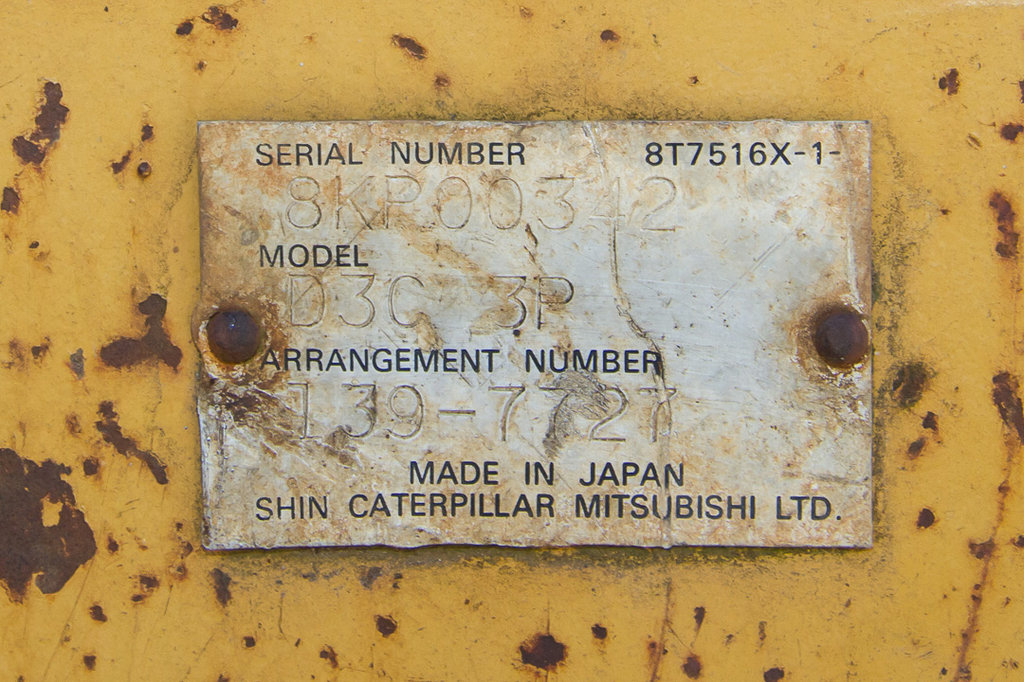 SERIAL NUMBER 8T7516X-1-
8KP00342
MODEL
D3C 3P
ARRANGEMENT NUMBER
139-7727
MADE IN JAPAN
SHIN CATERPILLAR MITSUBISHI LTD.